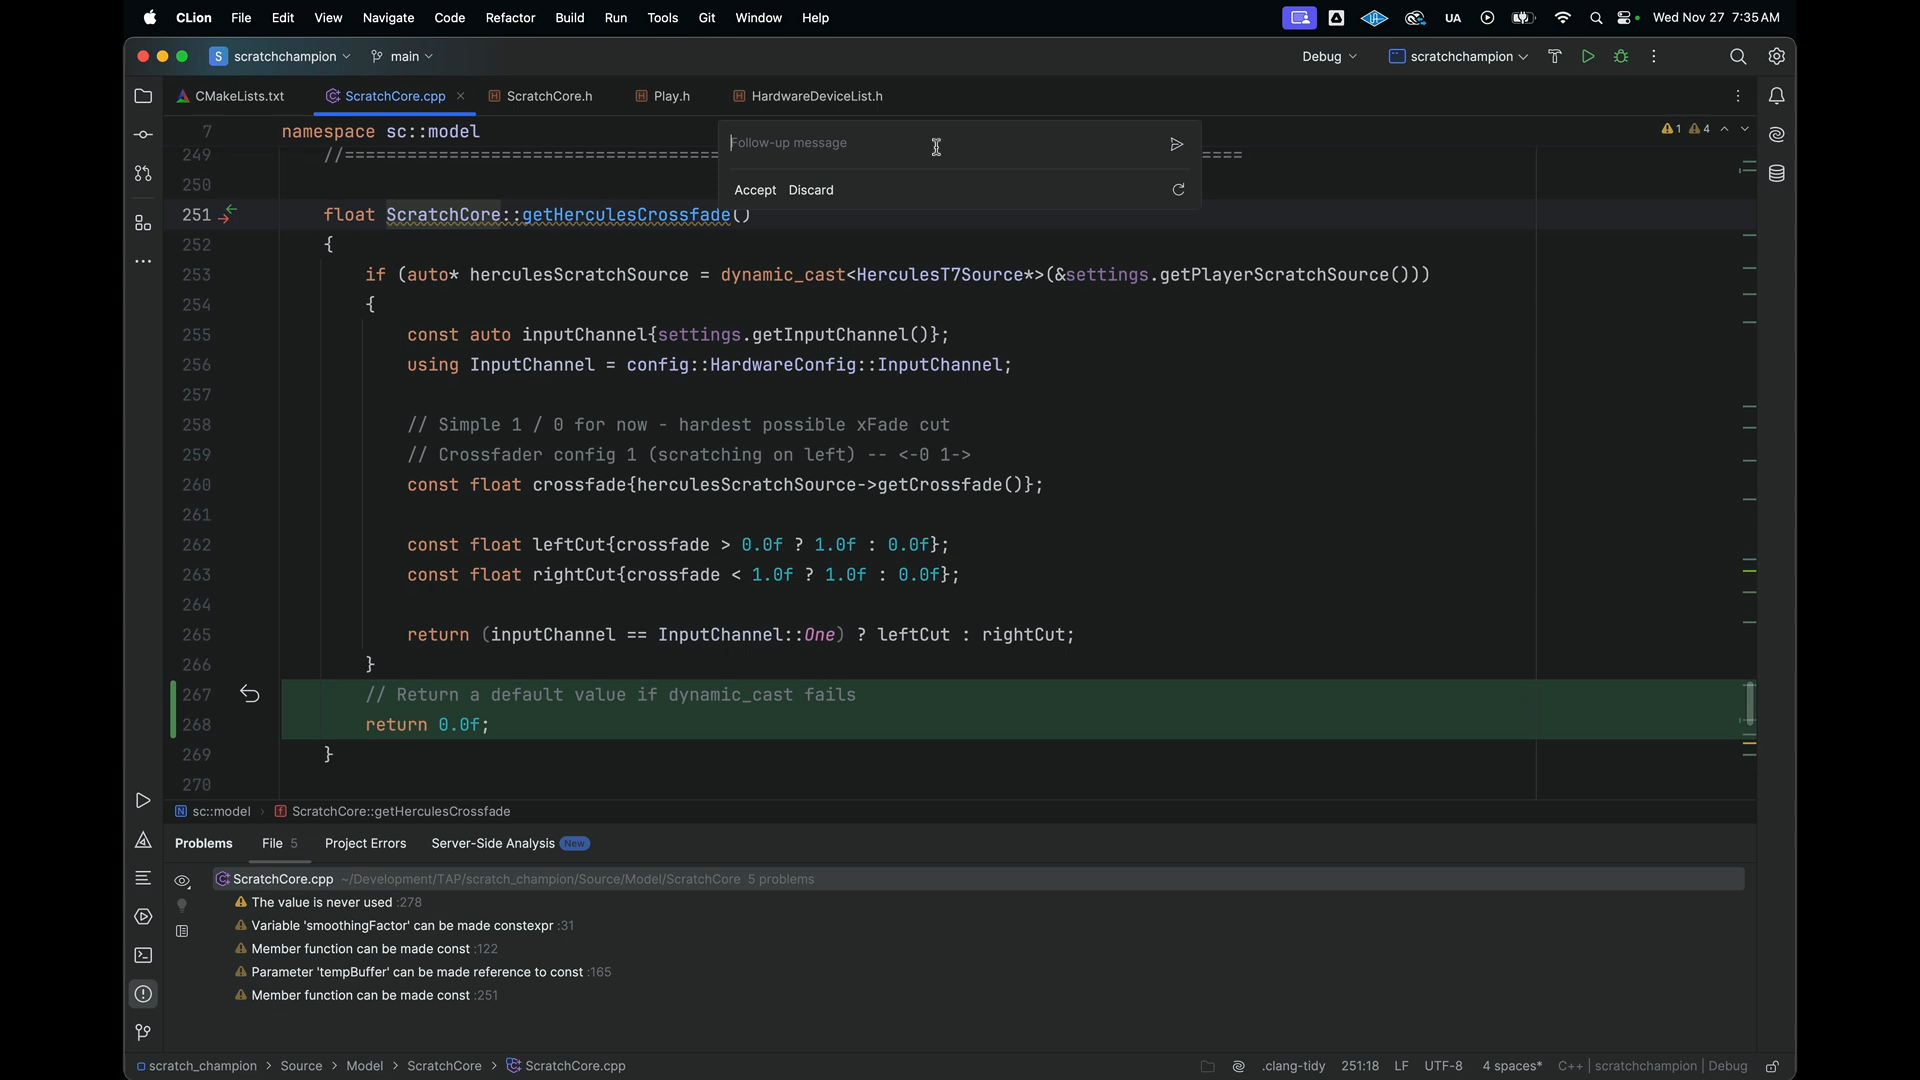 CLion File Edit View Navigate Code Refactor Build Run Tools Git Window Help UA Wed Nov 27 7:35 AM
S scratchchampion main Debug scratchchampion
CMakeLists.txt ScratchCore.cpp ScratchCore.h Play.h HardwareDeviceList.h
7 namespace sc::model 1 4
Follow-up message
249 //==================================== ====
250 Accept Discard
251 float ScratchCore::getHerculesCrossfade()
252 {
253 if (auto* herculesScratchSource = dynamic_cast<HerculesT7Source*>(&settings.getPlayerScratchSource()))
254 {
255 const auto inputChannel{settings.getInputChannel()};
256 using InputChannel = config::HardwareConfig::InputChannel;
257
258 // Simple 1 / 0 for now - hardest possible xFade cut
259 // Crossfader config 1 (scratching on left) -- <-0 1->
260 const float crossfade{herculesScratchSource->getCrossfade()};
261
262 const float leftCut{crossfade > 0.0f ? 1.0f : 0.0f};
263 const float rightCut{crossfade < 1.0f ? 1.0f : 0.0f};
264
265 return (inputChannel == InputChannel::One) ? leftCut : rightCut;
266 }
267 // Return a default value if dynamic_cast fails
268 return 0.0f;
269 }
270
sc::model ScratchCore::getHerculesCrossfade
Problems File 5 Project Errors Server-Side Analysis New
ScratchCore.cpp ~/Development/TAP/scratch_champion/Source/Model/ScratchCore 5 problems
The value is never used :278
Variable 'smoothingFactor' can be made constexpr :31
Member function can be made const :122
Parameter 'tempBuffer' can be made reference to const :165
Member function can be made const :251
scratch_champion > Source > Model > ScratchCore > ScratchCore.cpp .clang-tidy 251:18 LF UTF-8 4 spaces* C++ | scratchchampion | Debug